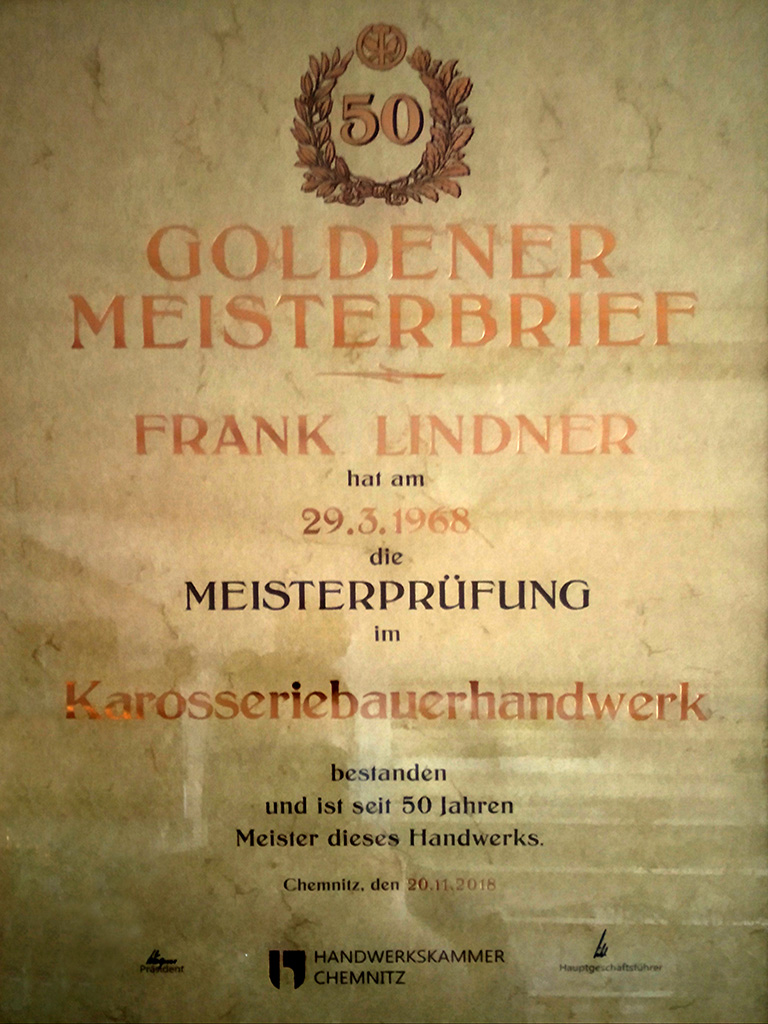 50
GOLDENER
MEISTERBRIEF
FRANK LINDNER
hat am
29.3.1968
die
MEISTERPRÜFUNG
im
Karosseriebauerhandwerk
bestanden
und ist seit 50 Jahren
Meister dieses Handwerks.
Chemnitz, den 20.11.2018
Präsident
HANDWERKSKAMMER
CHEMNITZ
Hauptgeschäftsführer